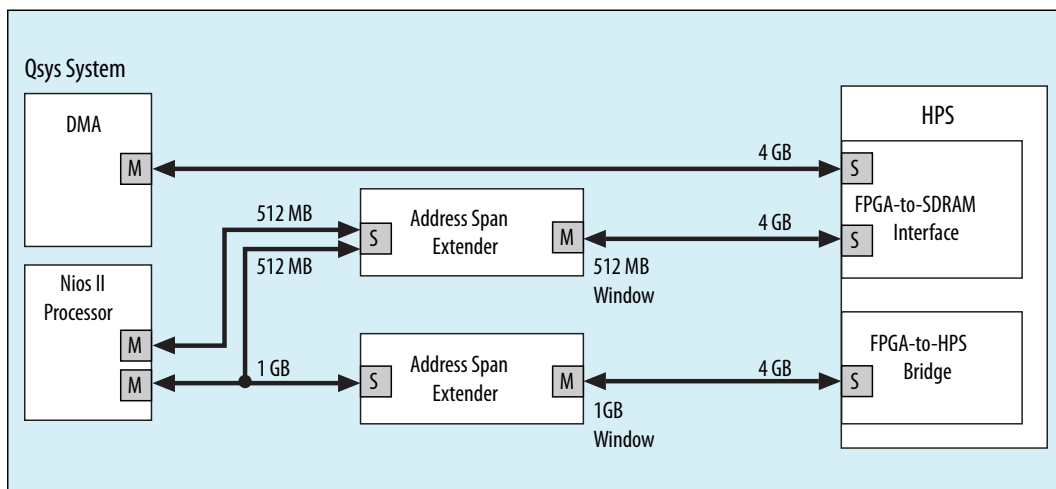 Qsys System
DMA
M
4 GB
HPS
S
FPGA-to-SDRAM
Interface
S
512 MB
512 MB
S
Address Span
Extender
M
4 GB
512 MB
Window
Nios II
Processor
M
M
1 GB
S
Address Span
Extender
M
4 GB
1GB
Window
S
FPGA-to-HPS
Bridge